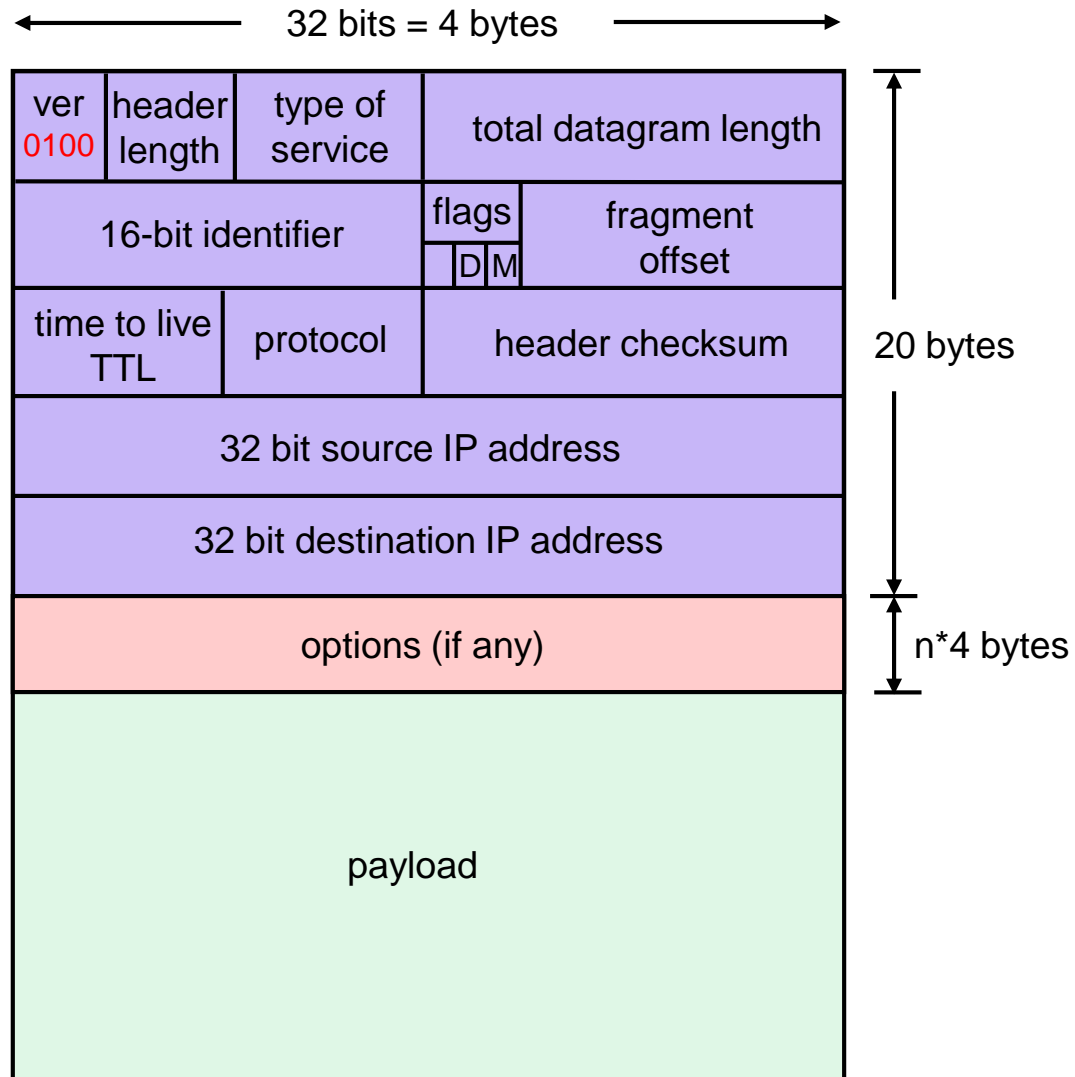 32 bits = 4 bytes
ver
0100
header
length
type of
service
total datagram length
16-bit identifier
flags
D M
fragment
offset
time to live
TTL
protocol
header checksum
20 bytes
32 bit source IP address
32 bit destination IP address
options (if any)
n*4 bytes
payload